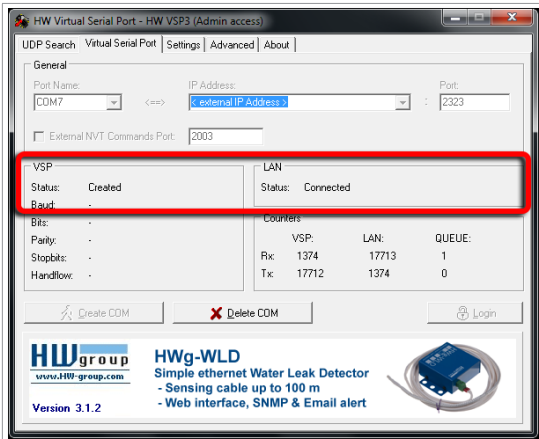 HW Virtual Serial Port - HW VSP3 (Admin access)
UDP Search Virtual Serial Port Settings Advanced About
General
Port Name: IP Address: Port:
COM7 <==> < external IP Address > : 2323
External NVT Commands Port: 2003
VSP LAN
Status: Created Status: Connected
Baud: -
Bits: - Counters
Parity: - VSP: LAN: QUEUE:
Stopbits: - Rx: 1374 17713 1
Handflow: - Tx: 17712 1374 0
Create COM Delete COM Login
HW group
www.HW-group.com
Version 3.1.2
HWg-WLD
Simple ethernet Water Leak Detector
- Sensing cable up to 100 m
- Web interface, SNMP & Email alert